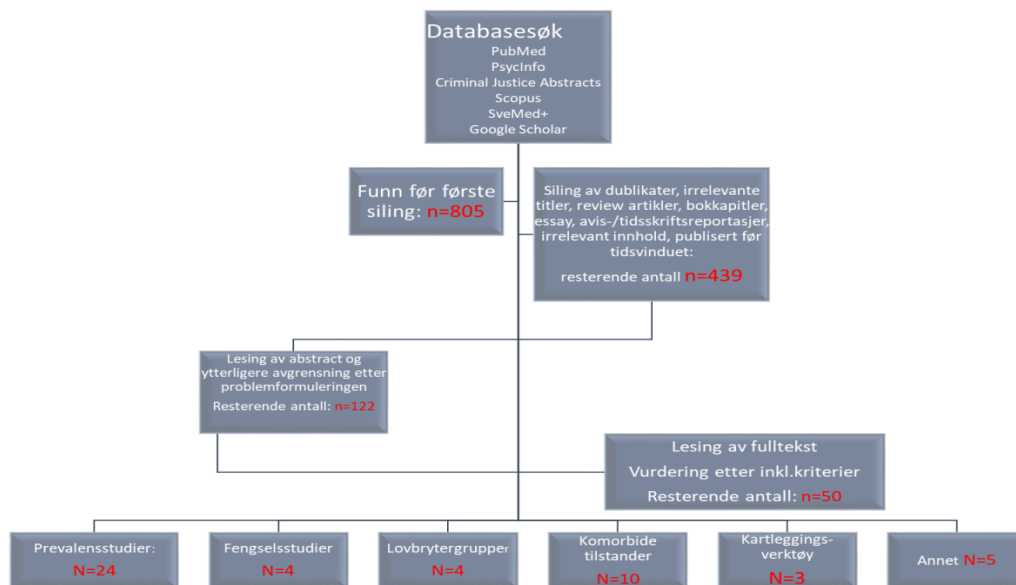 Databasesøk
PubMed
PsycInfo
Criminal Justice Abstracts
Scopus
SveMed+
Google Scholar
Funn før første
siling: n=805
Siling av dublikater, irrelevante
titler, review artikler, bokkapitler,
essay, avis-/tidsskriftsreportasjer,
irrelevant innhold, publisert før
tidsvinduet:
resterende antall n=439
Lesing av abstract og
ytterligere avgrensning etter
problemformuleringen
Resterende antall: n=122
Lesing av fulltekst
Vurdering etter inkl.kriterier
Resterende antall: n=50
Prevalensstudier:
N=24
Fengselsstudier
N=4
Lovbrytergrupper
N=4
Komorbide
tilstander
N=10
Kartleggings-
verktøy
N=3
Annet N=5